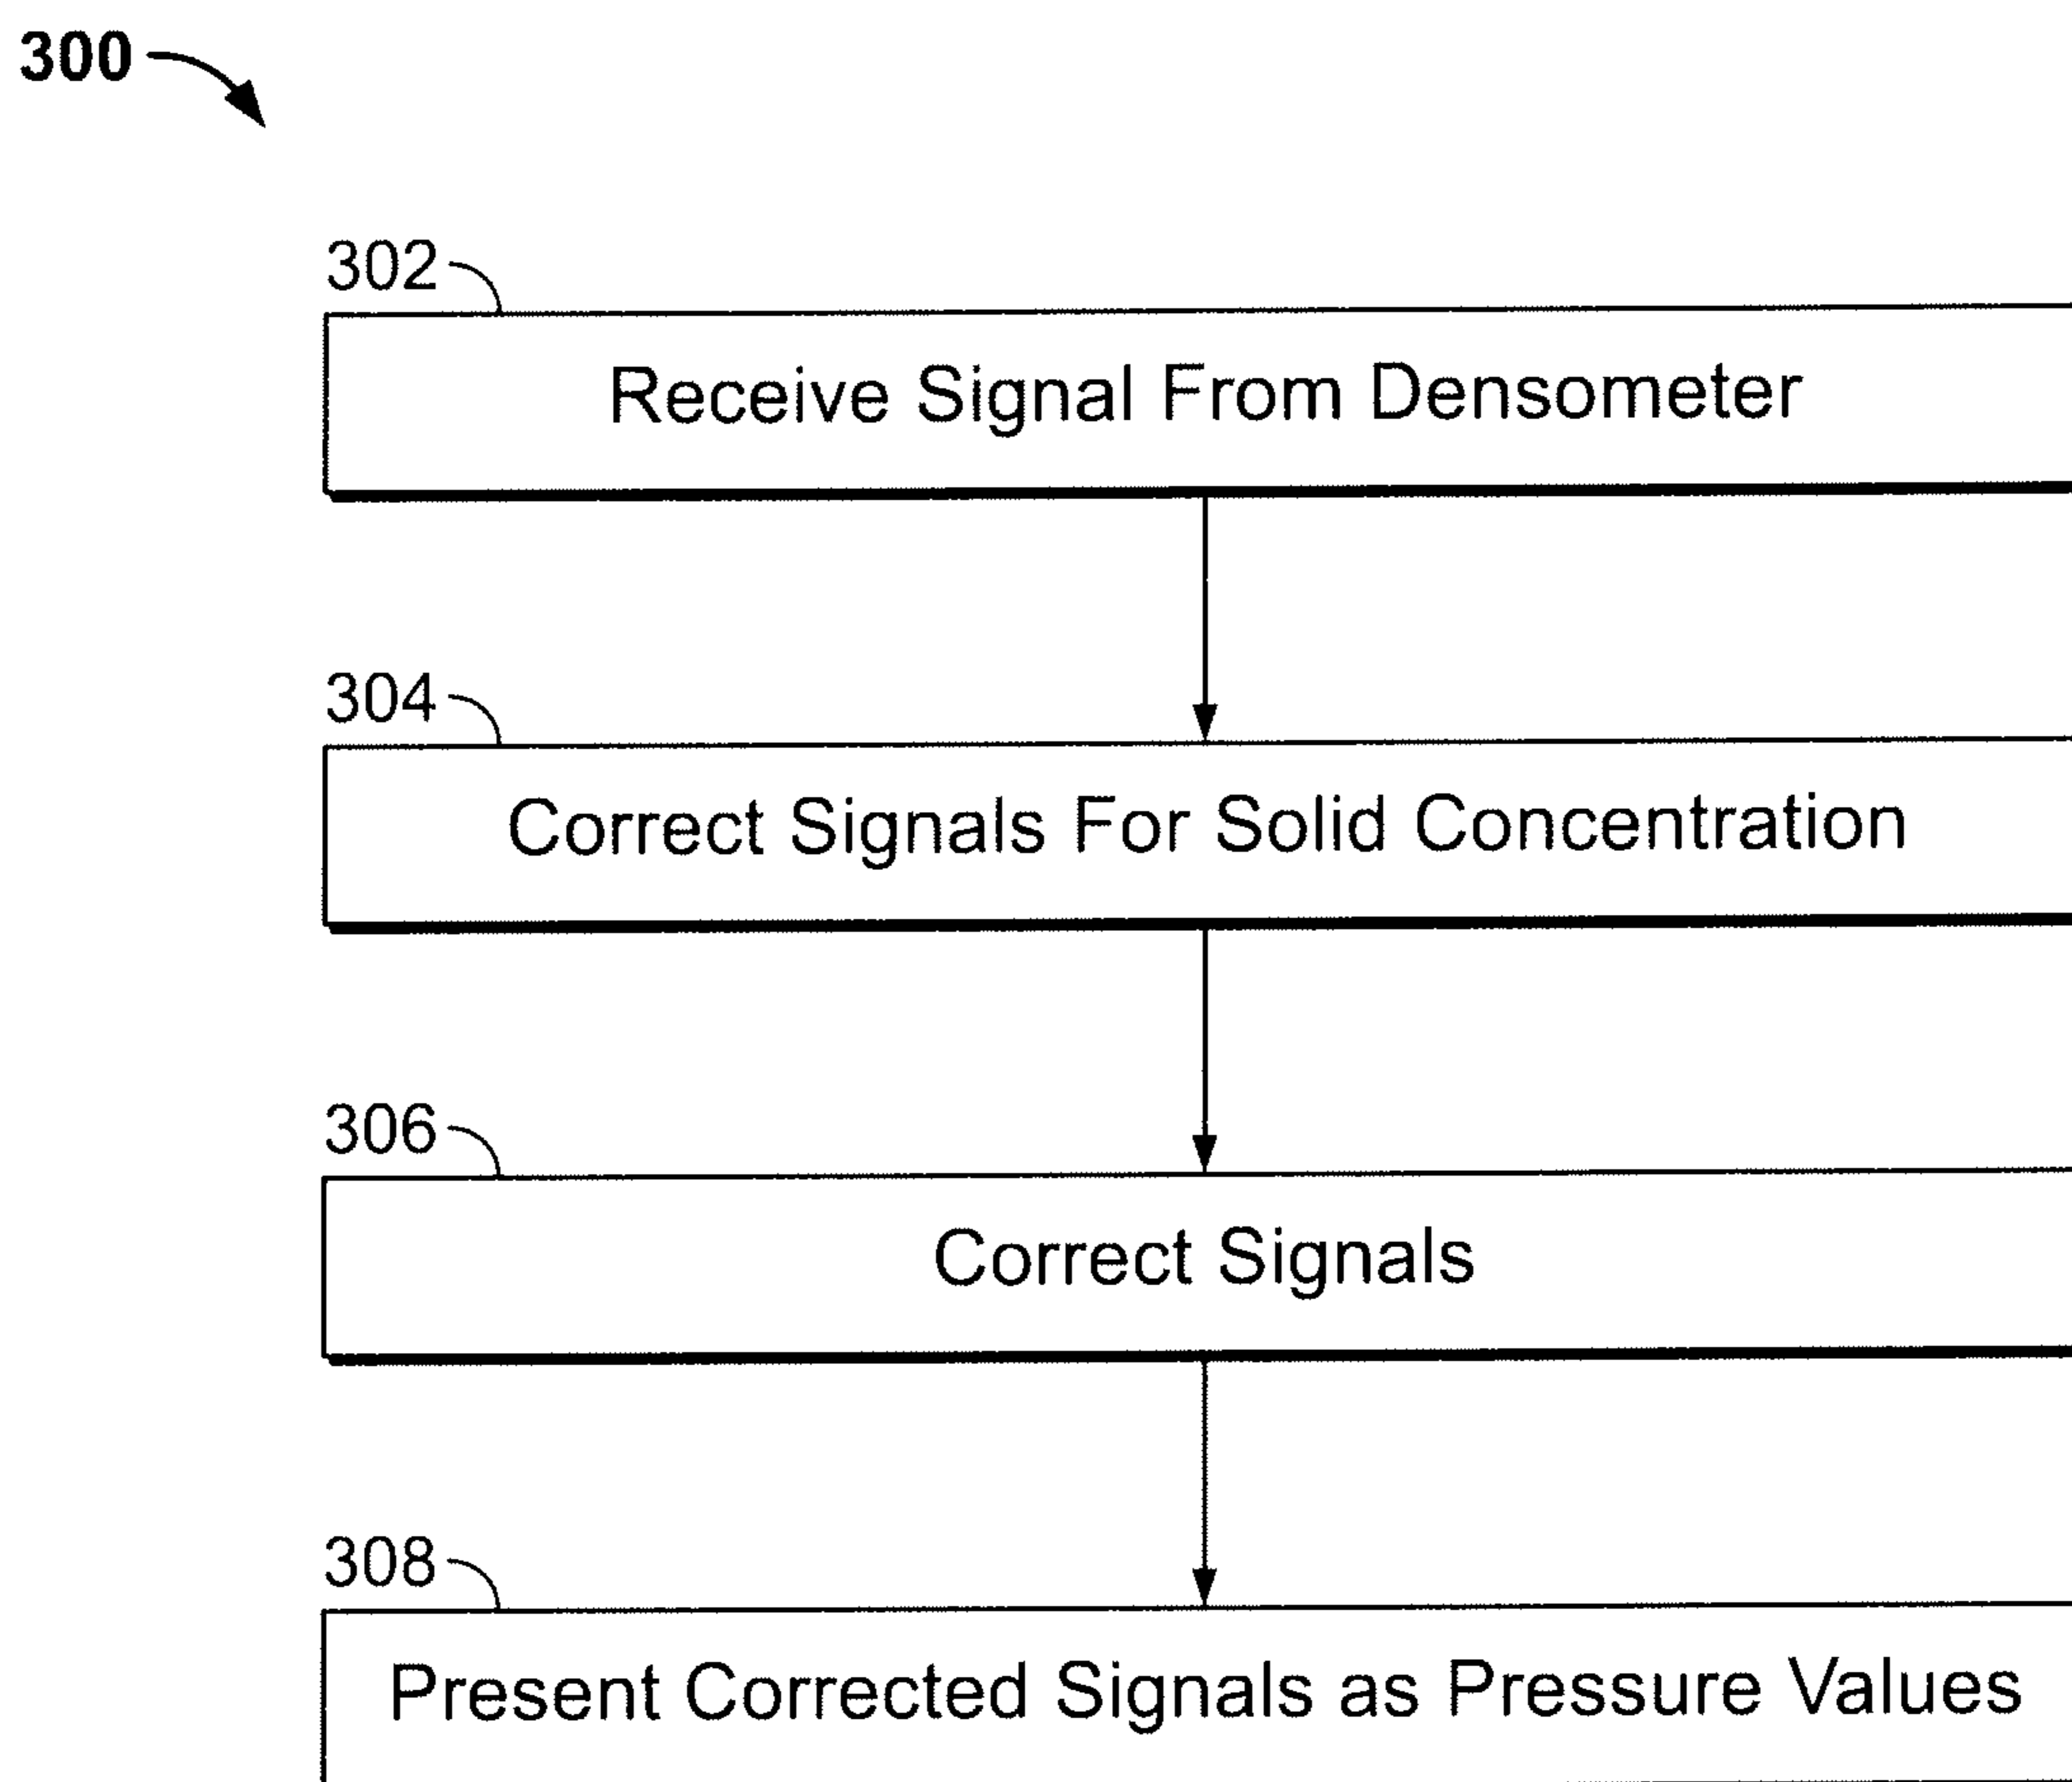 300
302
Receive Signal From Densometer
304
Correct Signals For Solid Concentration
306
Correct Signals
308
Present Corrected Signals as Pressure Values